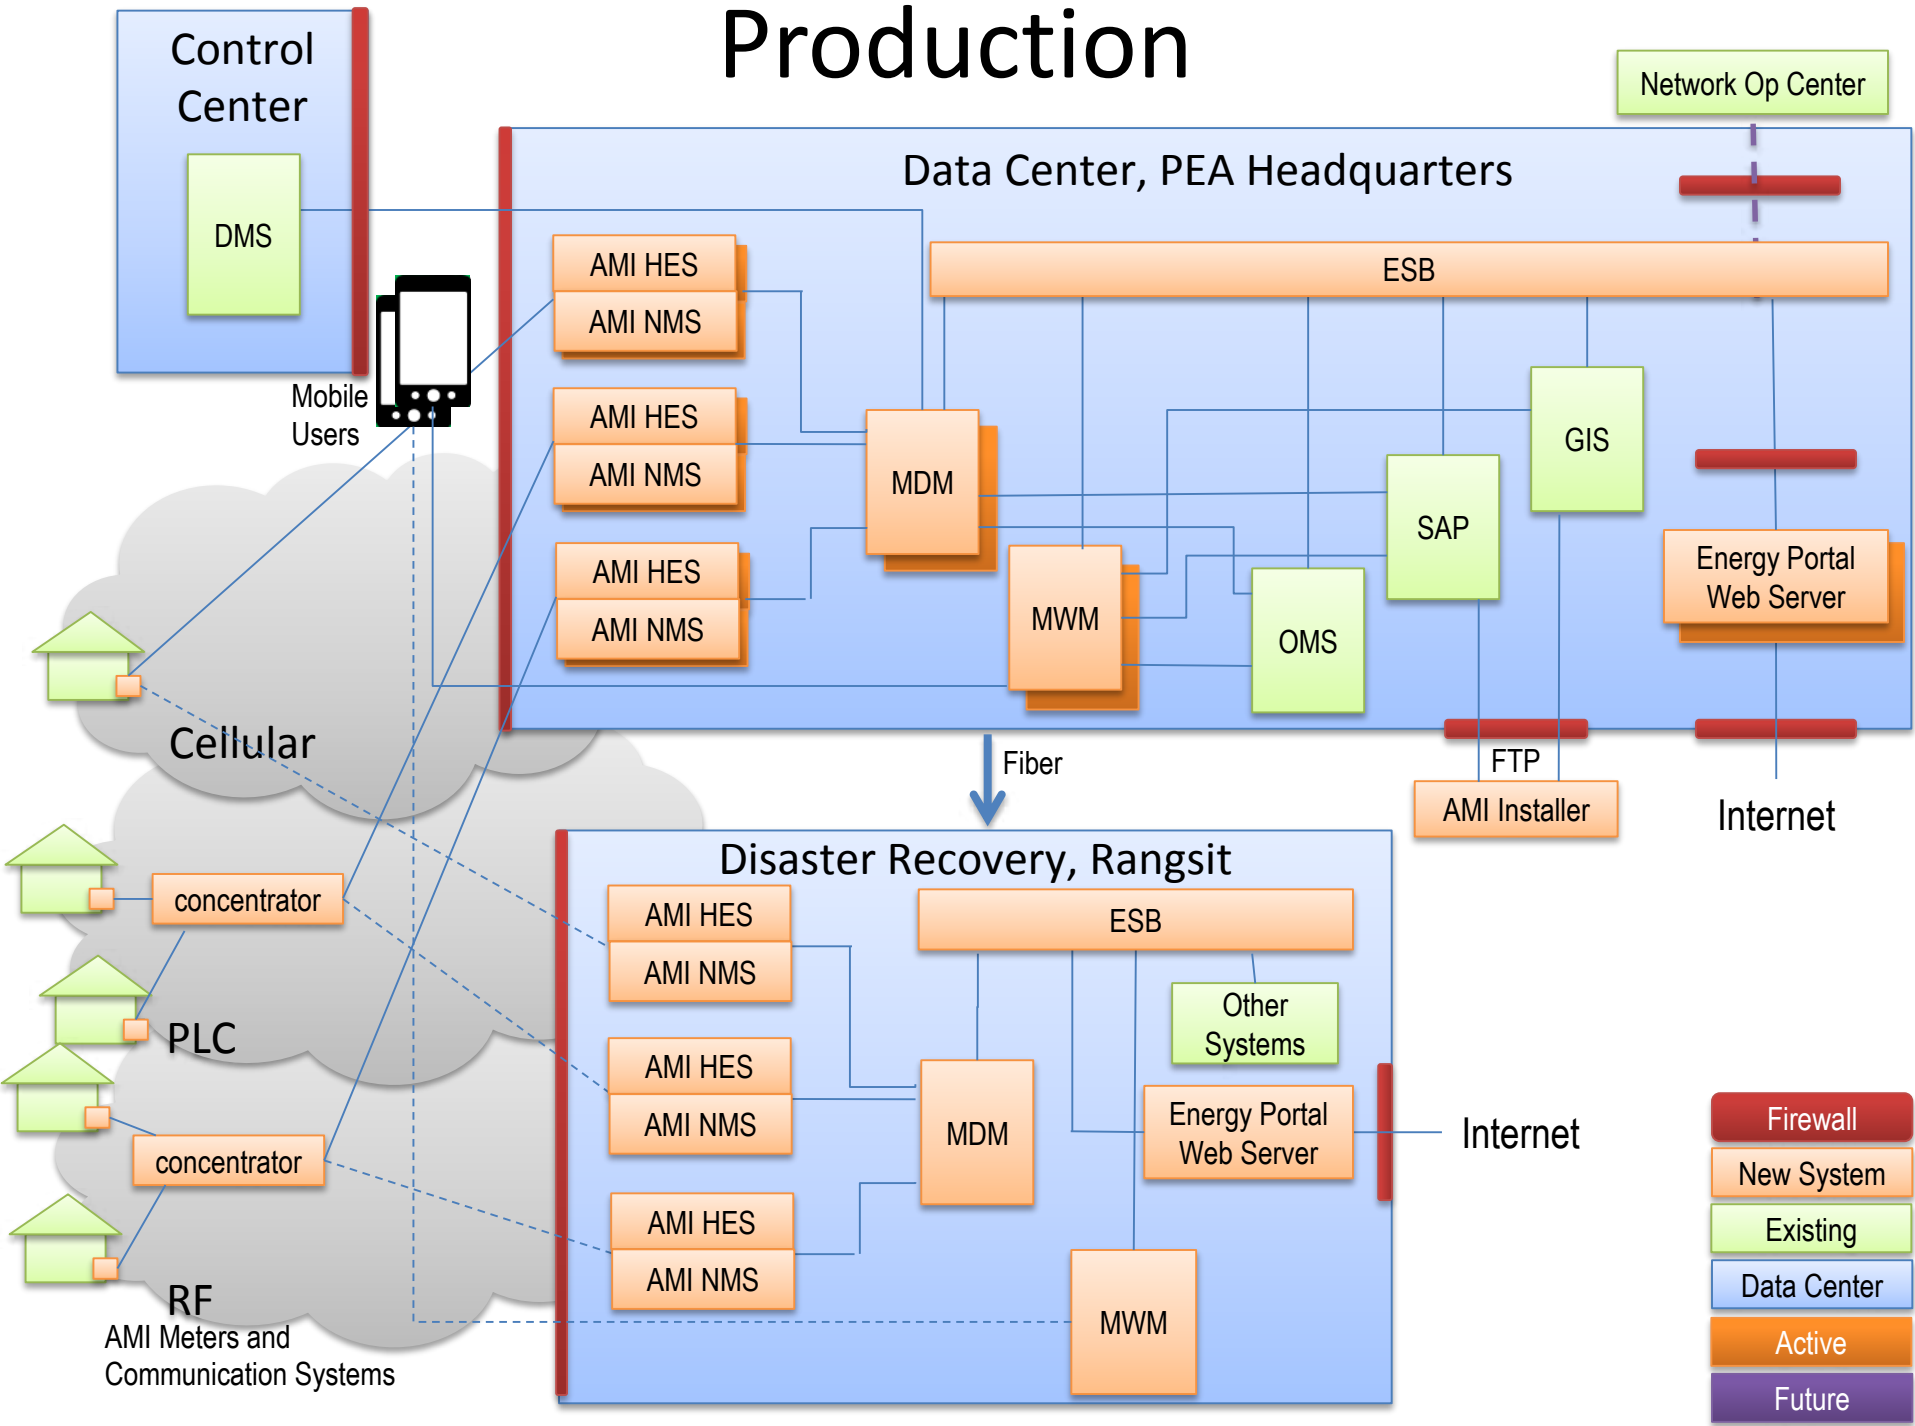 Production
Control
Center
DMS
Network Op Center
Data Center, PEA Headquarters
ESB
AMI HES
AMI NMS
AMI HES
AMI NMS
AMI HES
AMI NMS
MDM
MWM
OMS
SAP
GIS
Energy Portal
Web Server
Mobile
Users
Cellular
Fiber
FTP
AMI Installer
Internet
Disaster Recovery, Rangsit
ESB
AMI HES
AMI NMS
AMI HES
AMI NMS
AMI HES
AMI NMS
MDM
Other
Systems
Energy Portal
Web Server
MWM
Internet
concentrator
PLC
concentrator
RF
AMI Meters and
Communication Systems
Firewall
New System
Existing
Data Center
Active
Future